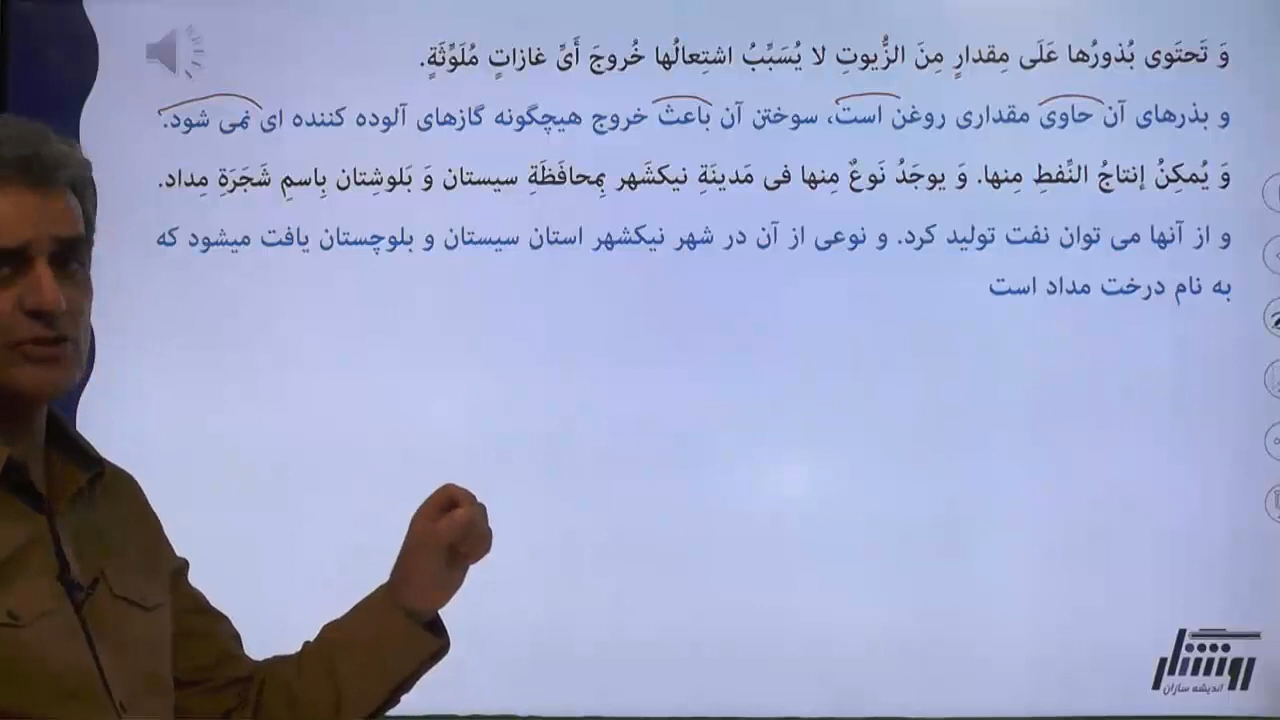 وَ تَحتَوی بُذورُها عَلَی مِقدارٍ مِنَ الزُّیوتِ لا یُسَبِّبُ اشتِعالُها خُروجَ أَیِّ غازاتٍ مُلَوِّثَةٍ.
و بذرهای آن حاوی مقداری روغن است، سوختن آن باعث خروج هیچگونه گازهای آلوده کننده ای نمی شود.
وَ یُمکِنُ إنتاجُ النِّفطِ مِنها. وَ یوجَدُ نَوعٌ مِنها فی مَدینَةِ نیکشَهر بِمحافَظَةِ سیستان وَ بَلوشِتان بِاسمِ شَجَرَةِ مِداد.
و از آنها می توان نفت تولید کرد. و نوعی از آن در شهر نیکشهر استان سیستان و بلوچستان یافت میشود که
به نام درخت مداد است
روشنگر
اندیشه سازان